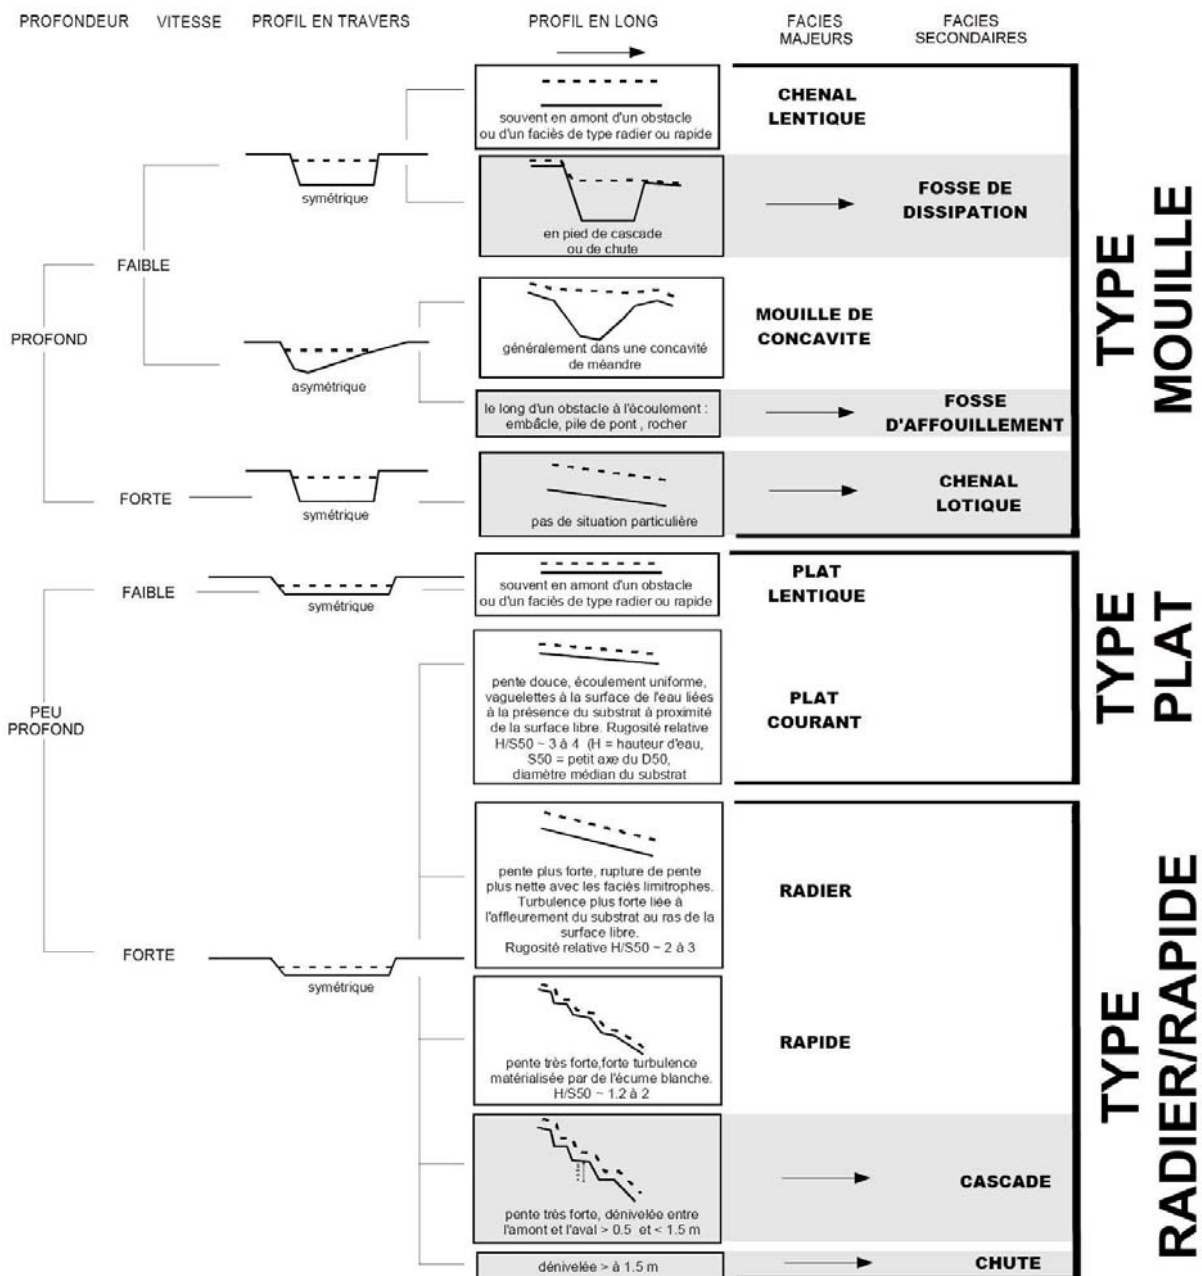 PROFONDEUR VITESSE PROFIL EN TRAVERS PROFIL EN LONG FACIES MAJEURS FACIES SECONDAIRES
souvent en amont d'un obstacle
ou d'un faciès de type radier ou rapide
CHENAL
LENTIQUE
symétrique
en pied de cascade
ou de chute
FOSSE DE
DISSIPATION
FAIBLE
PROFOND
généralement dans une concavité
de méandre
MOUILLE DE
CONCAVITE
asymétrique
le long d'un obstacle à l'écoulement :
embâcle, pile de pont , rocher
FOSSE
D'AFFOUILLEMENT
FORTE
symétrique
pas de situation particulière
CHENAL
LOTIQUE
TYPE
MOUILLE
FAIBLE
symétrique
souvent en amont d'un obstacle
ou d'un faciès de type radier ou rapide
PLAT
LENTIQUE
PEU
PROFOND
pente douce, écoulement uniforme,
vaguelettes à la surface de l'eau liées
à la présence du substrat à proximité
de la surface libre. Rugosité relative
H/S50 ~ 3 à 4 (H = hauteur d'eau,
S50 = petit axe du D50,
diamètre médian du substrat
PLAT
COURANT
TYPE
PLAT
FORTE
symétrique
pente plus forte, rupture de pente
plus nette avec les faciés limitrophes.
Turbulence plus forte liée à
l'affleurement du substrat au ras de la
surface libre.
Rugosité relative H/S50 ~ 2 à 3
RADIER
pente très forte,forte turbulence
matérialisée par de l'écume blanche.
H/S50 ~ 1.2 à 2
RAPIDE
pente très forte, dénivelée entre
l'amont et l'aval > 0.5 et < 1.5 m
CASCADE
dénivelée > à 1.5 m
CHUTE
TYPE
RADIER/RAPIDE